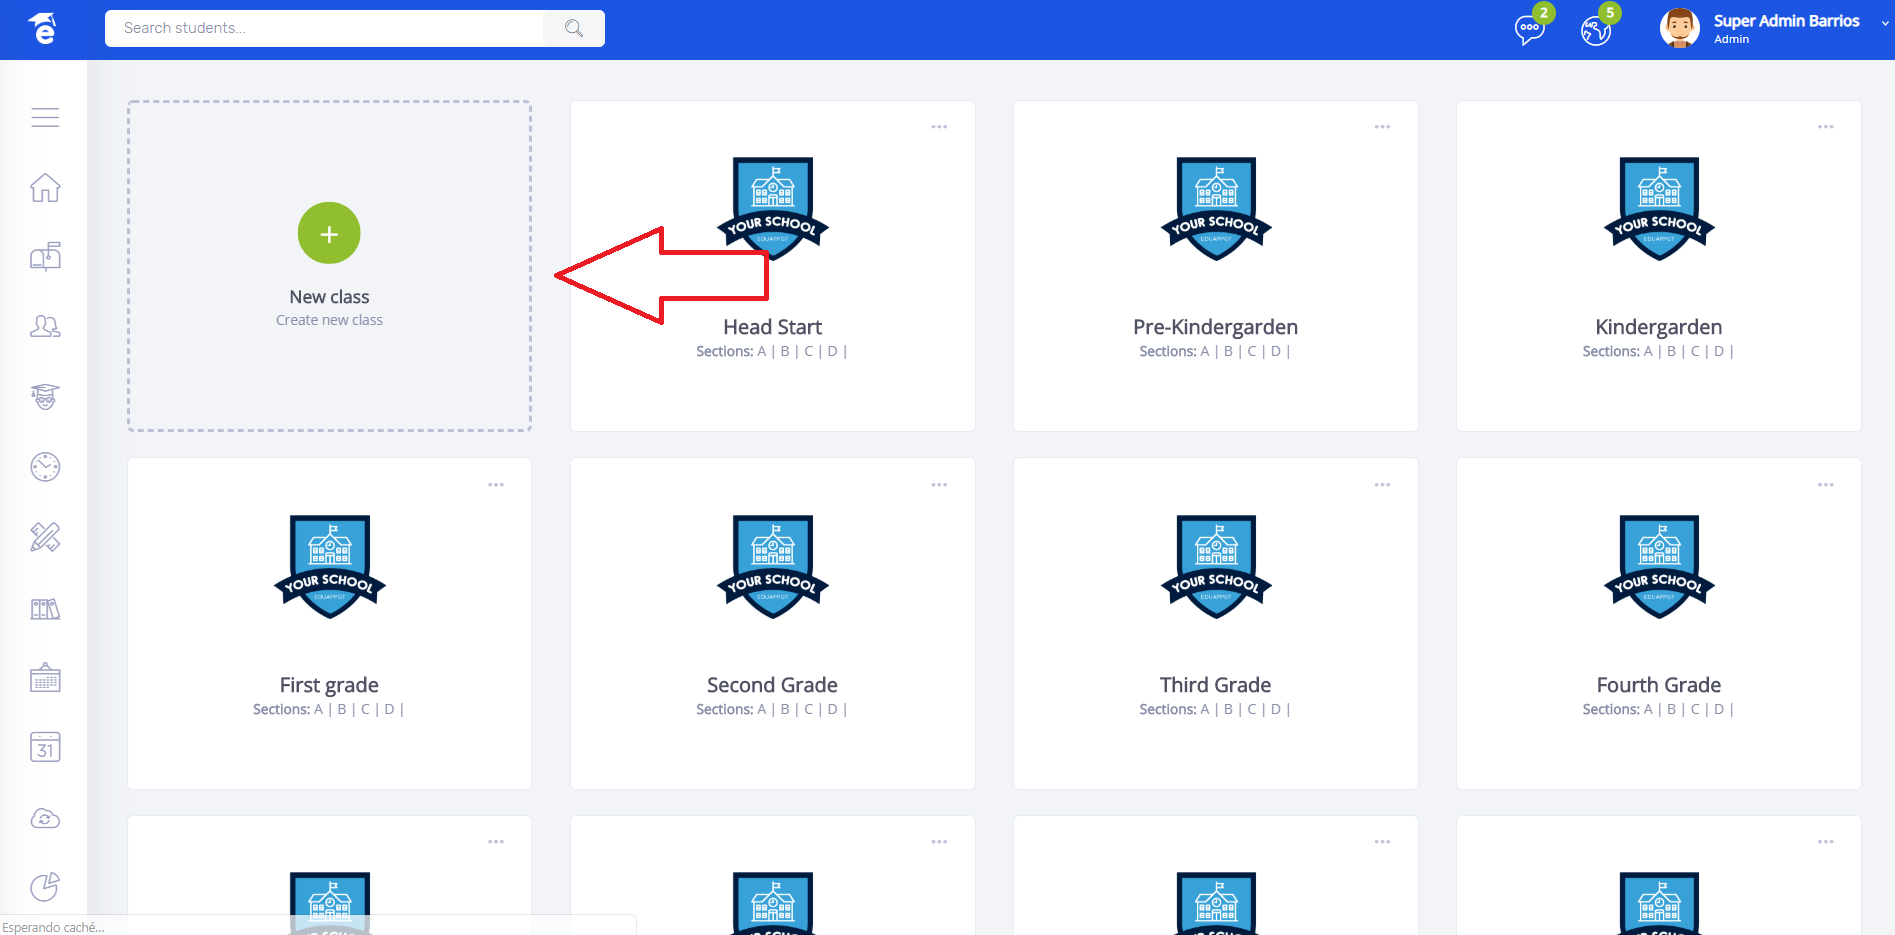 e
Search students...
2
5
Super Admin Barrios
Admin
New class
Create new class
YOUR SCHOOL
EDUAPPGT
Head Start
Sections: A | B | C | D |
YOUR SCHOOL
EDUAPPGT
Pre-Kindergarden
Sections: A | B | C | D |
YOUR SCHOOL
EDUAPPGT
Kindergarden
Sections: A | B | C | D |
YOUR SCHOOL
EDUAPPGT
First grade
Sections: A | B | C | D |
YOUR SCHOOL
EDUAPPGT
Second Grade
Sections: A | B | C | D |
YOUR SCHOOL
EDUAPPGT
Third Grade
Sections: A | B | C | D |
YOUR SCHOOL
EDUAPPGT
Fourth Grade
Sections: A | B | C | D |
31
Esperando caché...